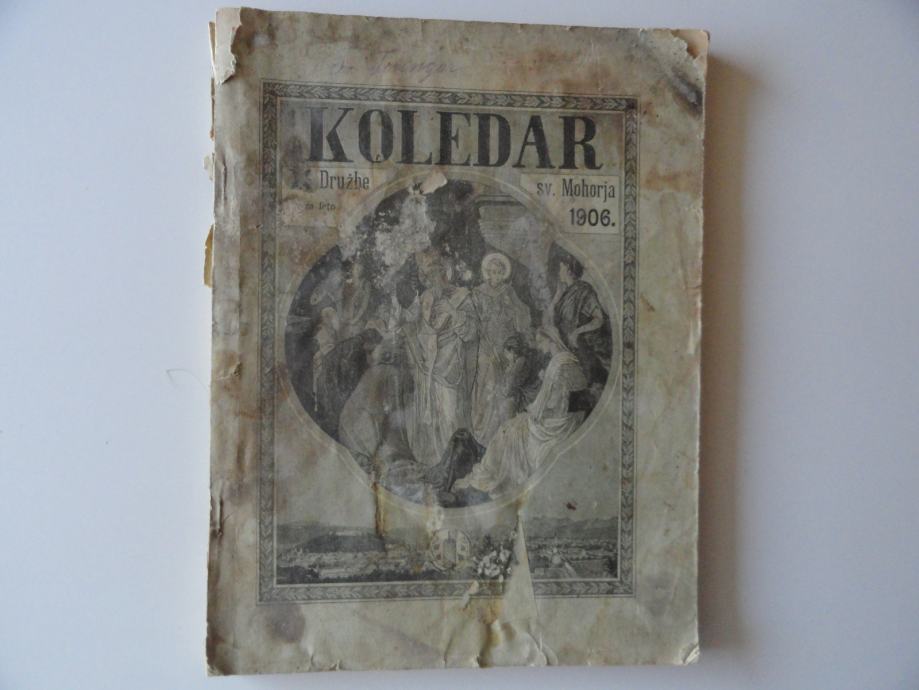 KOLEDAR
Družbe sv. Mohorja
za leto 1906.